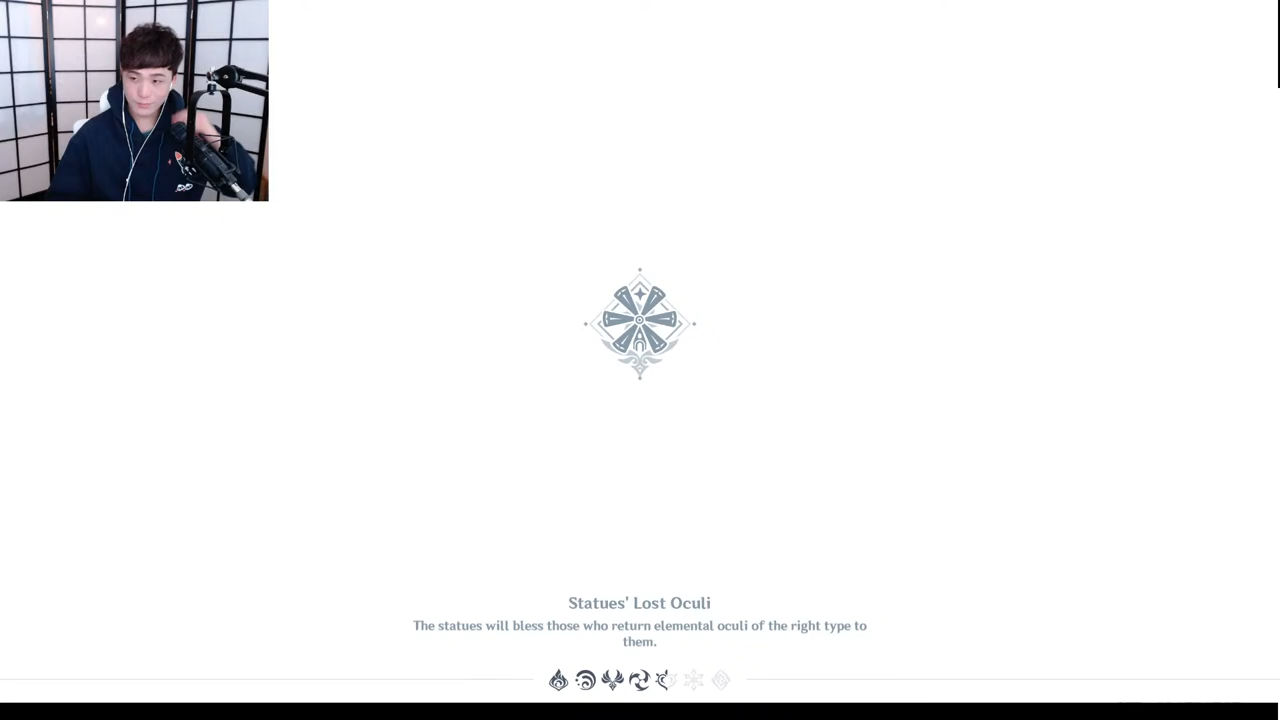 Statues' Lost Oculi
The statues will bless those who return elemental oculi of the right type to
them.